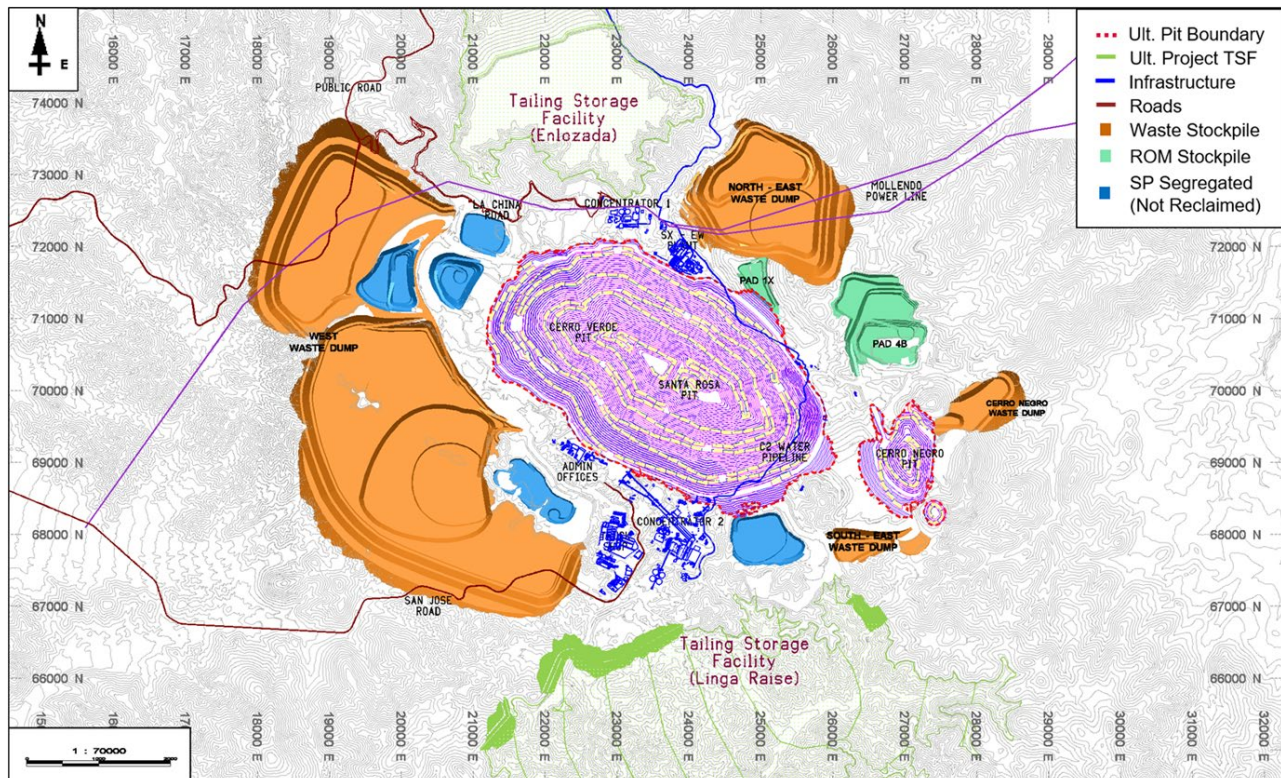 N
E
16000 E
17000 E
18000 E
19000 E
20000 E
21000 E
22000 E
23000 E
24000 E
25000 E
26000 E
27000 E
28000 E
29000 E
Ult. Pit Boundary
Ult. Project TSF
Infrastructure
Roads
Waste Stockpile
ROM Stockpile
SP Segregated
(Not Reclaimed)
74000 N
73000 N
72000 N
71000 N
70000 N
69000 N
68000 N
67000 N
66000 N
PUBLIC ROAD
Tailing Storage
Facility
(Enlozada)
NORTH - EAST
WASTE DUMP
MOLLENDO
POWER LINE
LA CHINA
ROAD
CONCENTRATOR 1
SX - EW
72000 N
PAD 1X
71000 N
CERRO VERDE
PIT
WEST
WASTE DUMP
PAD 4B
SANTA ROSA
PIT
70000 N
CERRO NEGRO
WASTE DUMP
C2 WATER
PIPELINE
CERRO NEGRO
PIT
69000 N
ADMIN
OFFICES
CONCENTRATOR 2
SOUTH - EAST
WASTE DUMP
68000 N
SAN JOSE
ROAD
67000 N
Tailing Storage
Facility
(Linga Raise)
66000 N
16000 E
17000 E
18000 E
19000 E
20000 E
21000 E
22000 E
23000 E
24000 E
25000 E
26000 E
27000 E
28000 E
29000 E
30000 E
31000 E
1 : 70000